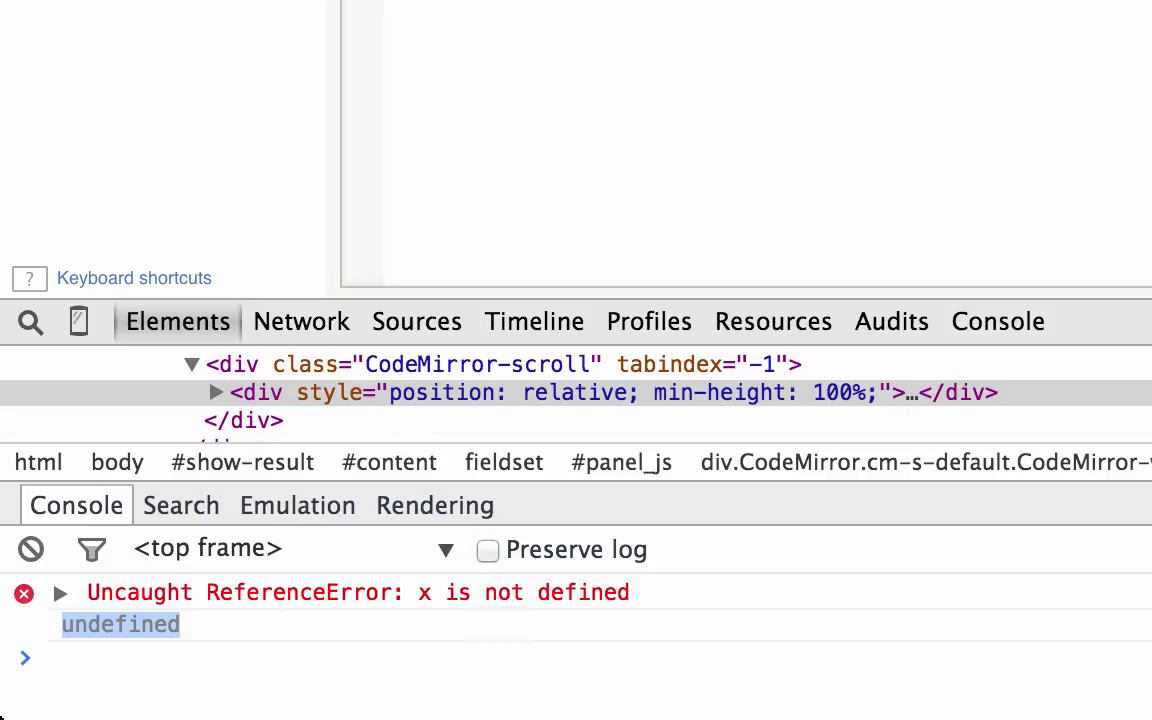 ? Keyboard shortcuts
Elements Network Sources Timeline Profiles Resources Audits Console
▼<div class="CodeMirror-scroll" tabindex="-1">
▶<div style="position: relative; min-height: 100%;">…</div>
</div>
html body #show-result #content fieldset #panel_js div.CodeMirror.cm-s-default.CodeMirror-
Console Search Emulation Rendering
<top frame> ▼ Preserve log
▶ Uncaught ReferenceError: x is not defined
undefined
>